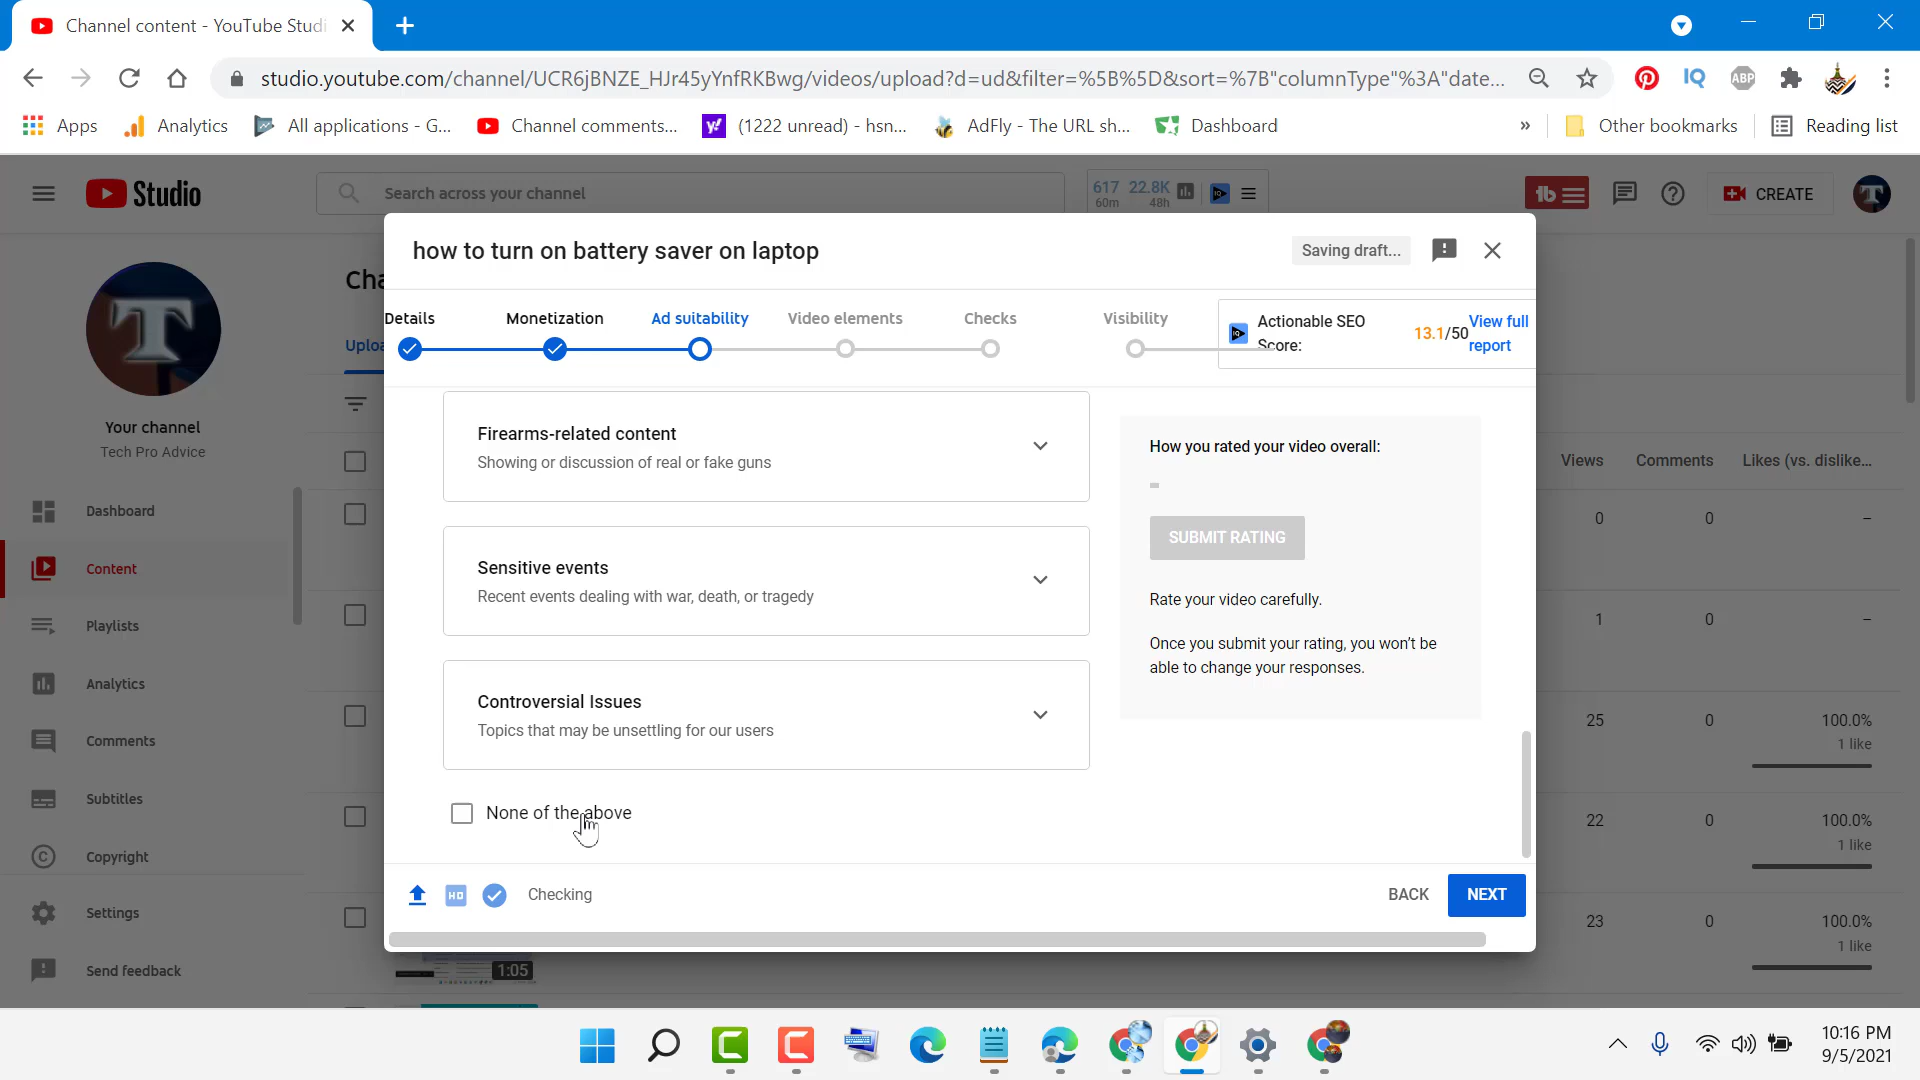 Channel content - YouTube Studi
studio.youtube.com/channel/UCR6jBNZE_HJr45yYnfRKBwg/videos/upload?d=ud&filter=%5B%5D&sort=%7B"columnType"%3A"date...
Apps
Analytics
All applications - G...
Channel comments...
(1222 unread) - hsn...
AdFly - The URL sh...
Dashboard
»
Other bookmarks
Reading list
Studio
Search across your channel
617 22.8K
60m 48h
CREATE
how to turn on battery saver on laptop
Saving draft...
Details
Monetization
Ad suitability
Video elements
Checks
Visibility
Actionable SEO
Score:
13.1/50
View full
report
Cha
Uploa
Your channel
Tech Pro Advice
Dashboard
Content
Playlists
Analytics
Comments
Subtitles
Copyright
Settings
Send feedback
Firearms-related content
Showing or discussion of real or fake guns
Sensitive events
Recent events dealing with war, death, or tragedy
Controversial Issues
Topics that may be unsettling for our users
None of the above
How you rated your video overall:
SUBMIT RATING
Rate your video carefully.
Once you submit your rating, you won't be
able to change your responses.
Checking
BACK
NEXT
Views Comments Likes (vs. dislike...
0 0 –
1 0 –
25 0 100.0%
1 like
22 0 100.0%
1 like
23 0 100.0%
1 like
1:05
10:16 PM
9/5/2021